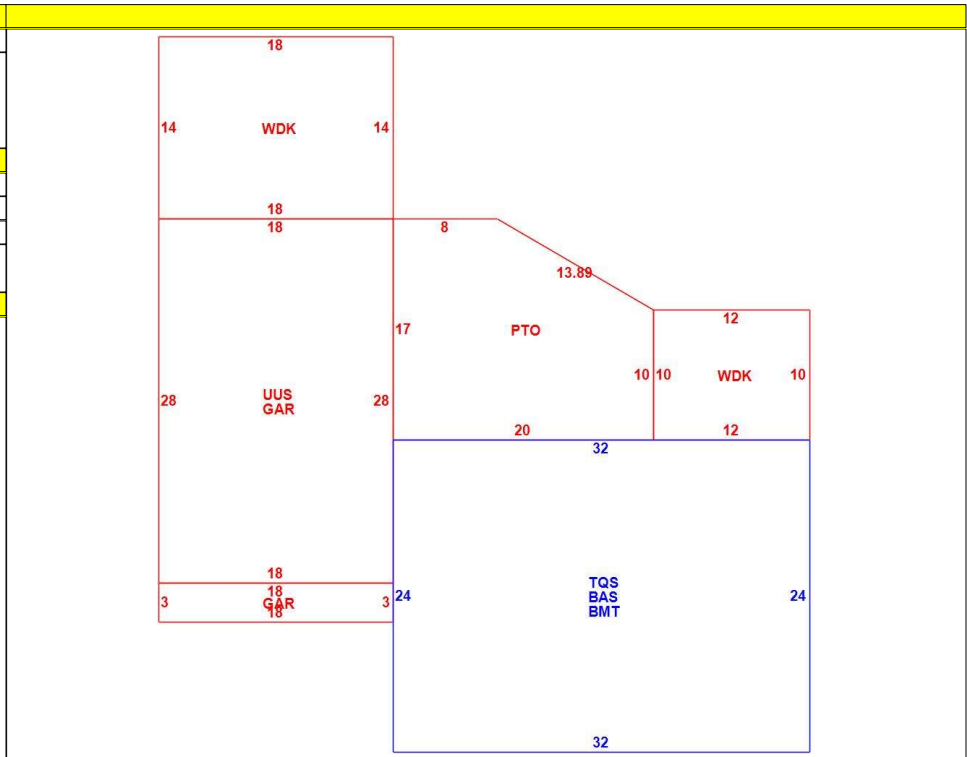 18
14 WDK 14
18
18
8
13.89
12
17
PTO
10 10 WDK 10
28 UUS 28
GAR
20 12
32
18
18
3 GAR 3
18
24 TQS 24
BAS
BMT
32